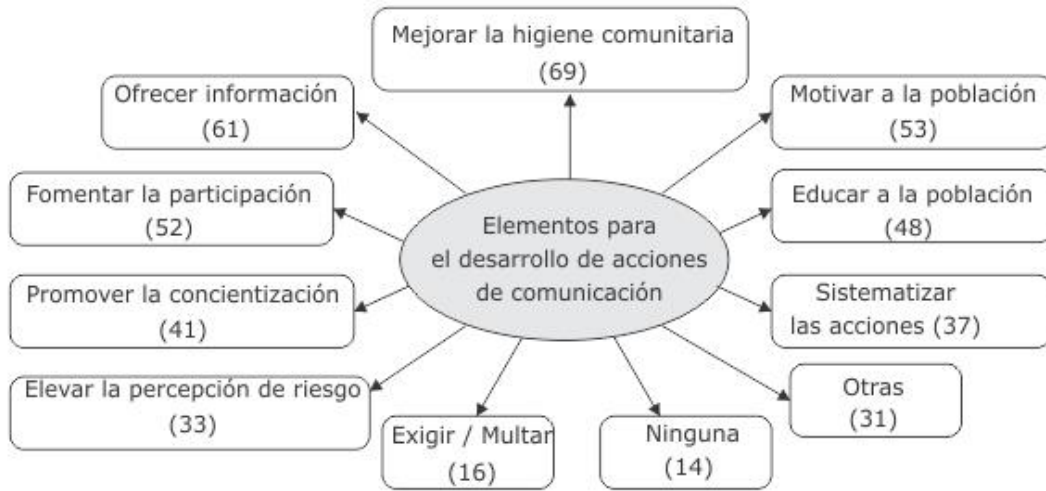 Mejorar la higiene comunitaria
(69)
Ofrecer información
(61)
Motivar a la población
(53)
Fomentar la participación
(52)
Educar a la población
(48)
Elementos para
el desarrollo de acciones
de comunicación
Promover la concientización
(41)
Sistematizar
las acciones (37)
Elevar la percepción de riesgo
(33)
Otras
(31)
Exigir / Multar
(16)
Ninguna
(14)